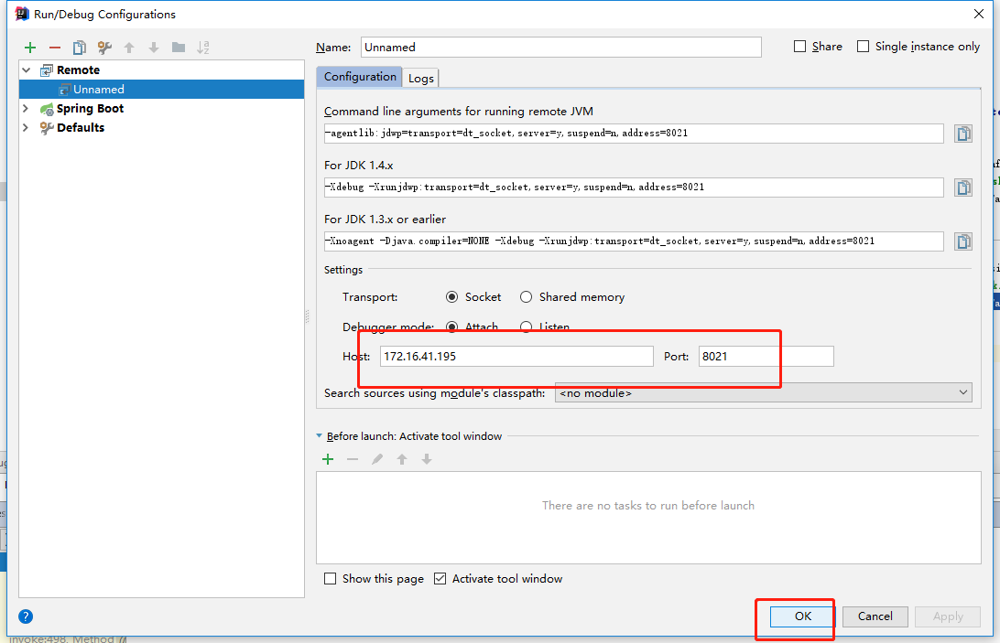 Run/Debug Configurations
Name: Unnamed Share Single instance only
Remote
Unnamed
Spring Boot
Defaults
Configuration Logs
Command line arguments for running remote JVM
-agentlib:jdwp=transport=dt_socket,server=y,suspend=n,address=8021
For JDK 1.4.x
-Xdebug -Xrunjdwp:transport=dt_socket,server=y,suspend=n,address=8021
For JDK 1.3.x or earlier
-Xnoagent -Djava.compiler=NONE -Xdebug -Xrunjdwp:transport=dt_socket,server=y,suspend=n,address=8021
Settings
Transport: Socket Shared memory
Debugger mode: Attach Listen
Host: 172.16.41.195 Port: 8021
Search sources using module's classpath: <no module>
Before launch: Activate tool window
There are no tasks to run before launch
Show this page Activate tool window
? OK Cancel Apply
invoke:498, Method